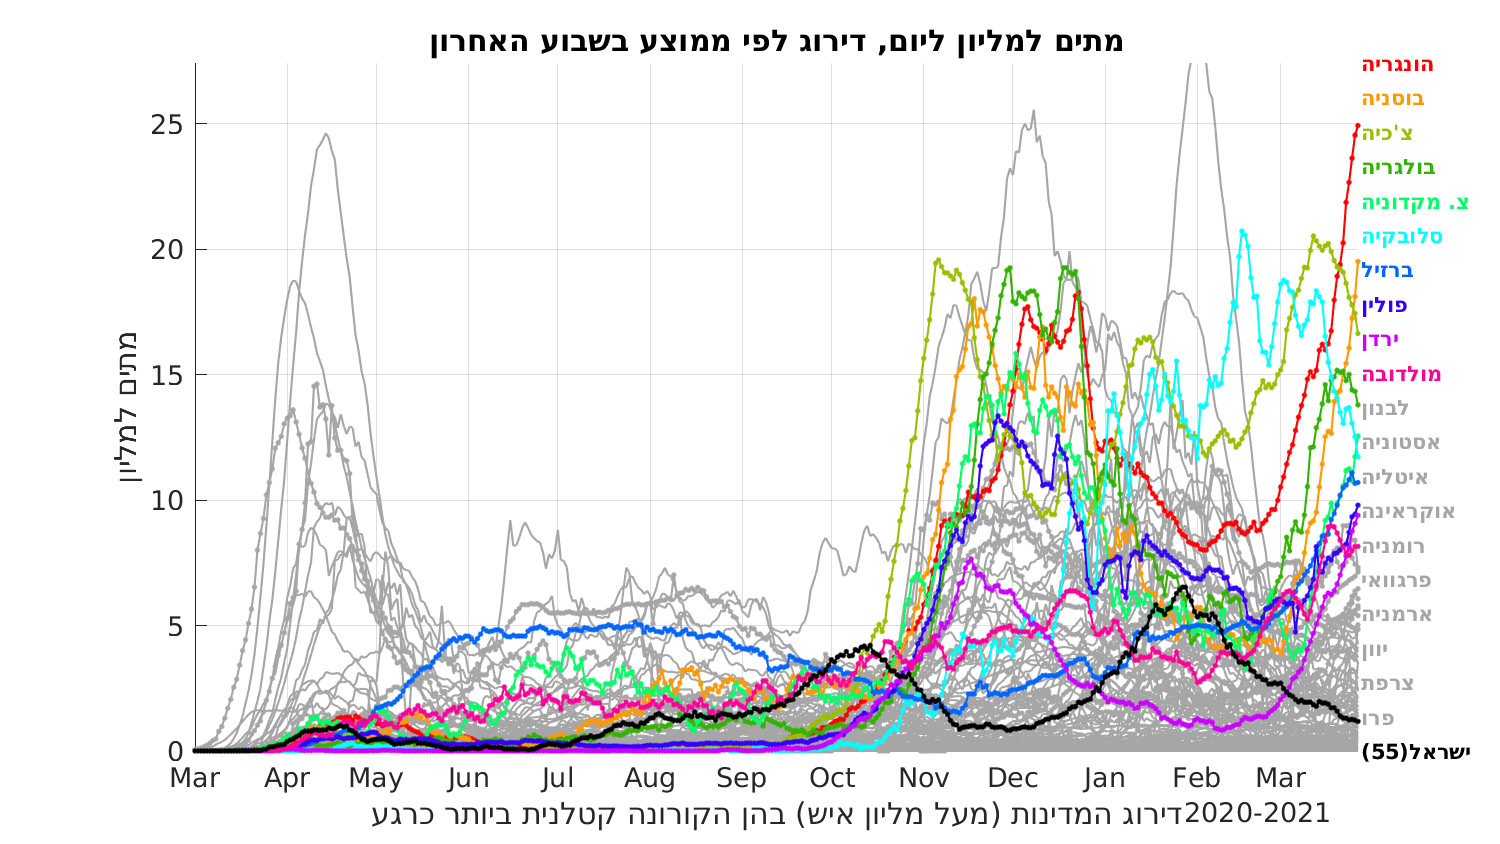 מתים למליון ליום, דירוג לפי ממוצע בשבוע האחרון
מתים למליון
25
20
15
10
5
0
Mar Apr May Jun Jul Aug Sep Oct Nov Dec Jan Feb Mar
דירוג המדינות (מעל מליון איש) בהן הקורונה קטלנית ביותר כרגע2020-2021
הונגריה
בוסניה
צ'כיה
בולגריה
צ. מקדוניה
סלובקיה
ברזיל
פולין
ירדן
מולדובה
לבנון
אסטוניה
איטליה
אוקראינה
רומניה
פרגוואי
ארמניה
יוון
צרפת
פרו
ישראל(55)